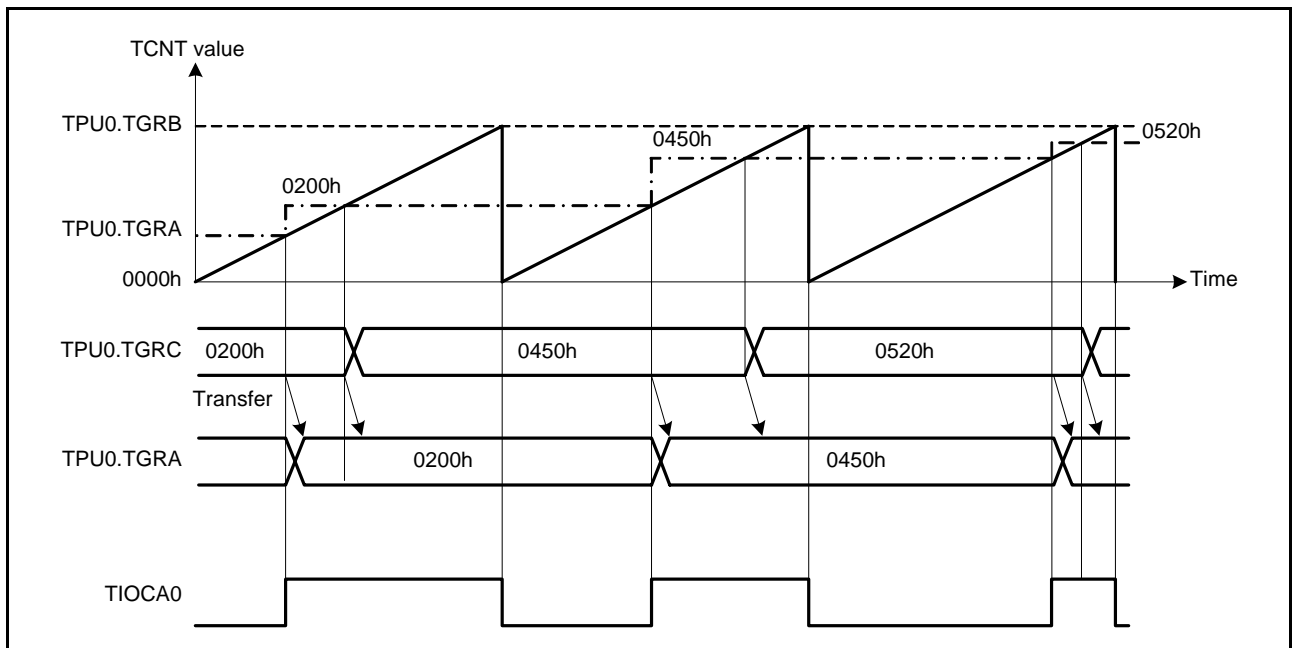 TCNT value
TPU0.TGRB
0450h
0520h
0200h
TPU0.TGRA
0000h
Time
TPU0.TGRC
0200h
0450h
0520h
Transfer
TPU0.TGRA
0200h
0450h
TIOCA0